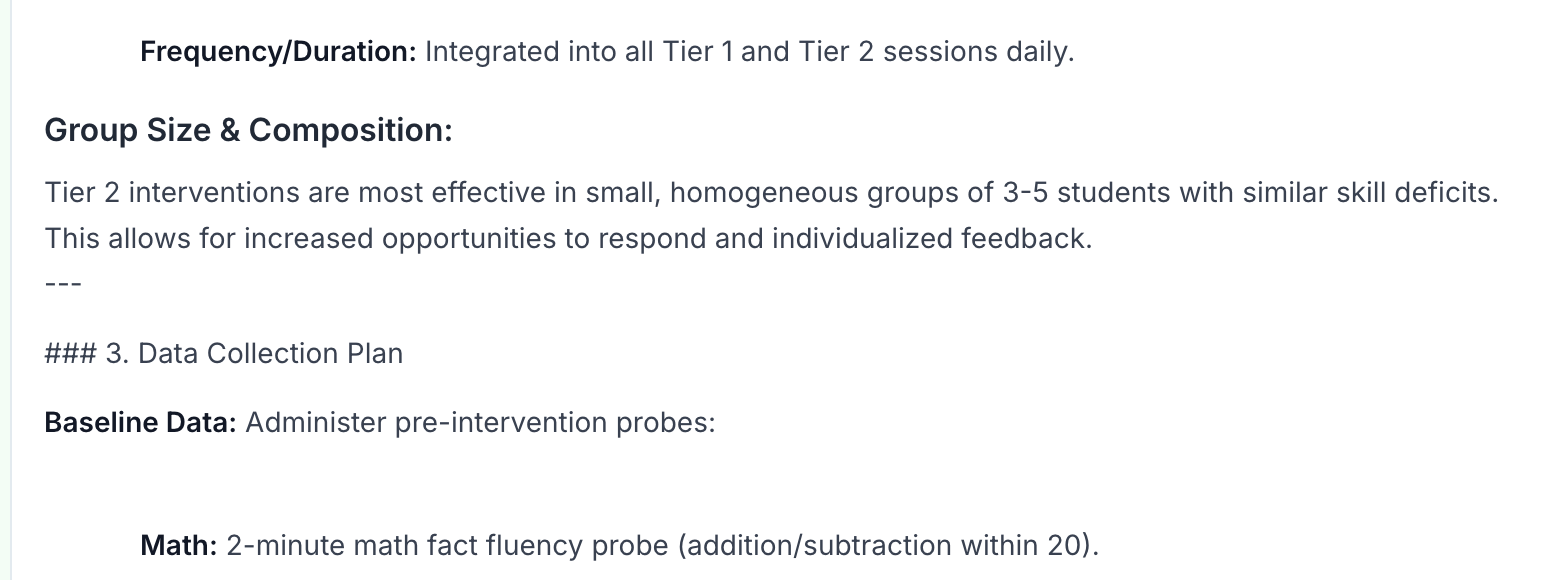 Frequency/Duration: Integrated into all Tier 1 and Tier 2 sessions daily.
Group Size & Composition:
Tier 2 interventions are most effective in small, homogeneous groups of 3-5 students with similar skill deficits.
This allows for increased opportunities to respond and individualized feedback.
---
### 3. Data Collection Plan
Baseline Data: Administer pre-intervention probes:
Math: 2-minute math fact fluency probe (addition/subtraction within 20).